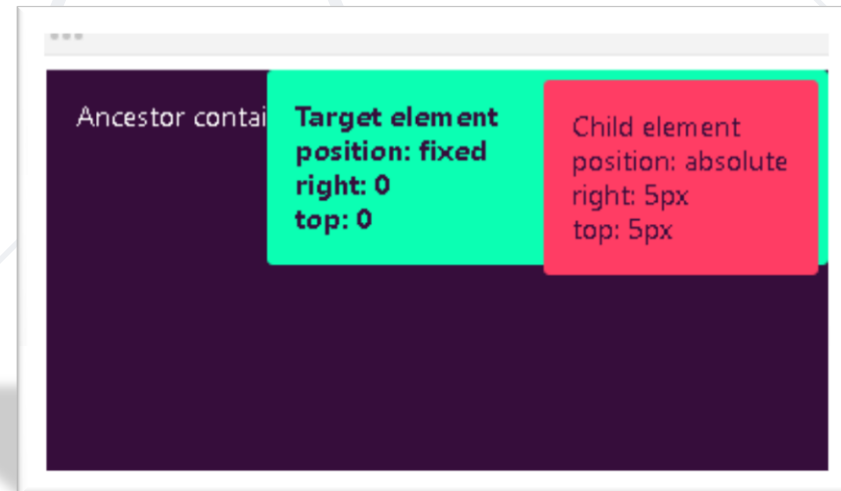 Ancestor contai
Target element
position: fixed
right: 0
top: 0
Child element
position: absolute
right: 5px
top: 5px